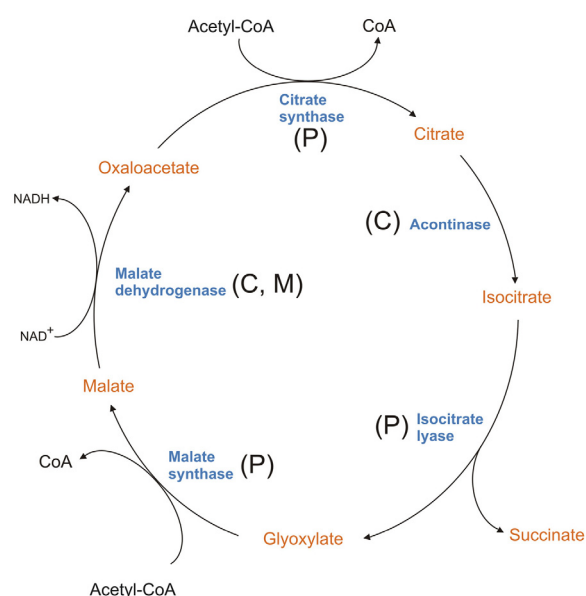 Acetyl-CoA
CoA
Citrate
synthase
(P)
Citrate
Oxaloacetate
NADH
(C) Acontinase
Malate
dehydrogenase (C, M)
Isocitrate
NAD+
Malate
(P) Isocitrate
lyase
CoA
Malate
synthase (P)
Glyoxylate
Succinate
Acetyl-CoA